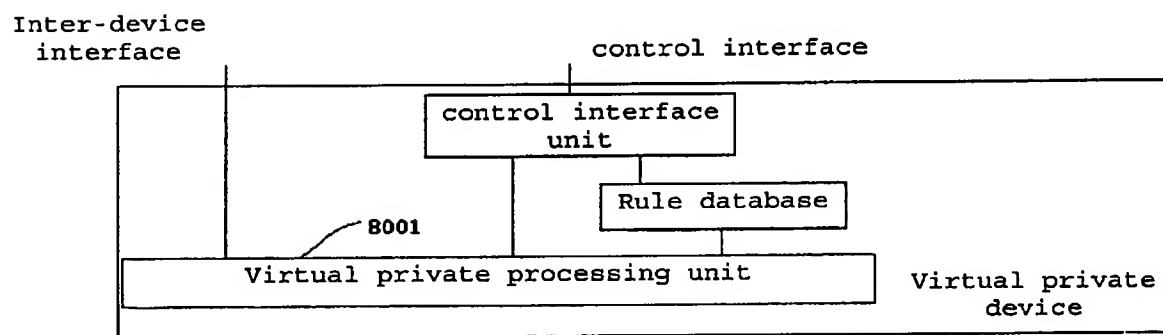 Inter-device
interface
control interface
control interface
unit
Rule database
8001
Virtual private processing unit
Virtual private
device